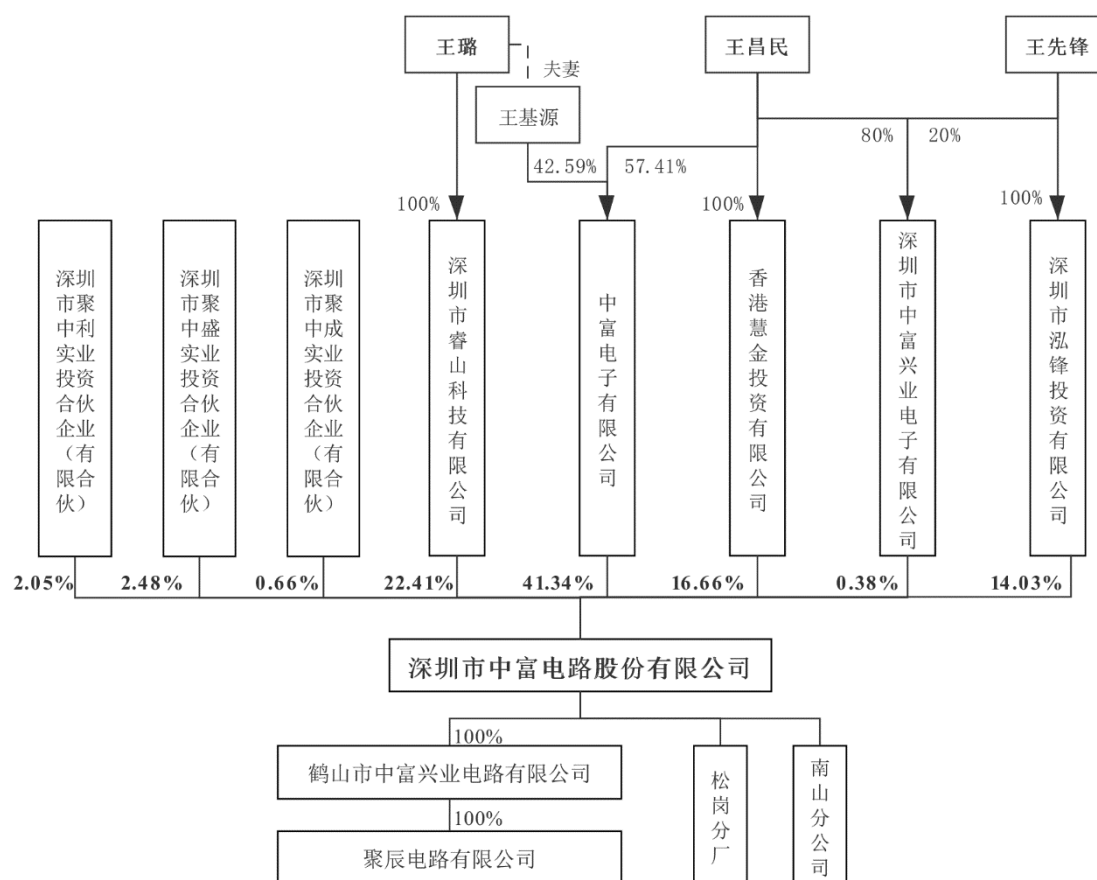 王璐
王昌民
王先锋
夫妻
王基源
80%
20%
42.59%
57.41%
100%
100%
100%
深圳市聚中利实业投资合伙企业（有限合伙）
深圳市聚中盛实业投资合伙企业（有限合伙）
深圳市聚中成实业投资合伙企业（有限合伙）
深圳市睿山科技有限公司
中富电子有限公司
香港慧金投资有限公司
深圳市中富兴业电子有限公司
深圳市泓锋投资有限公司
2.05%
2.48%
0.66%
22.41%
41.34%
16.66%
0.38%
14.03%
深圳市中富电路股份有限公司
100%
鹤山市中富兴业电路有限公司
松岗分厂
南山分公司
100%
聚辰电路有限公司